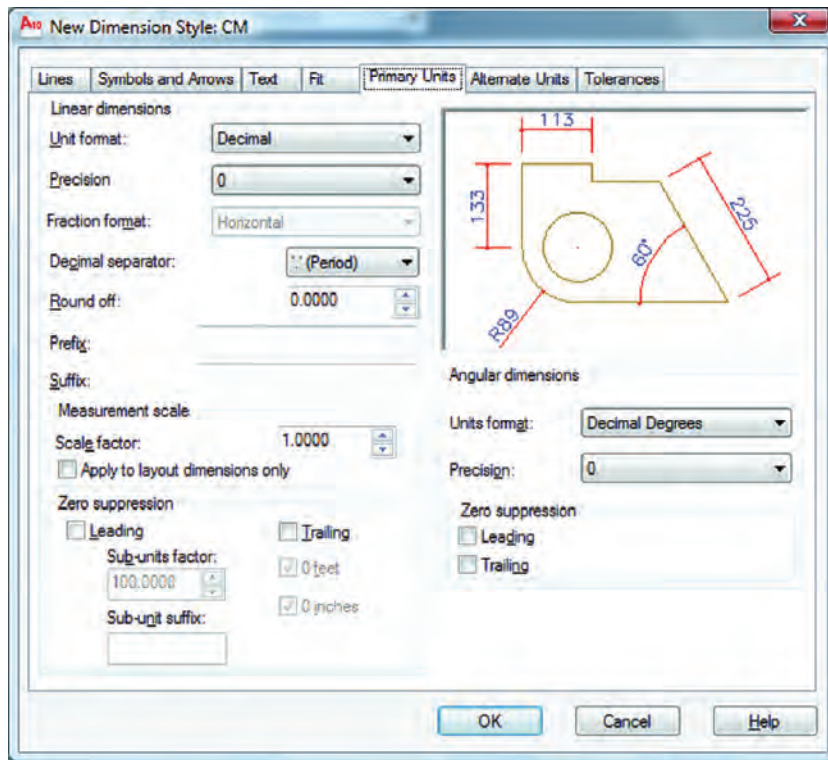 A10 New Dimension Style: CM
Lines Symbols and Arrows Text Fit Primary Units Alternate Units Tolerances
Linear dimensions
Unit format: Decimal
Precision 0
Fraction format: Horizontal
Decimal separator: '.' (Period)
Round off: 0.0000
Prefix:
Suffix:
Measurement scale
Scale factor: 1.0000
Apply to layout dimensions only
Zero suppression
Leading
Trailing
Sub-units factor:
100.0000
0 feet
0 inches
Sub-unit suffix:
113
133
225
60°
R89
Angular dimensions
Units format: Decimal Degrees
Precision: 0
Zero suppression
Leading
Trailing
OK Cancel Help